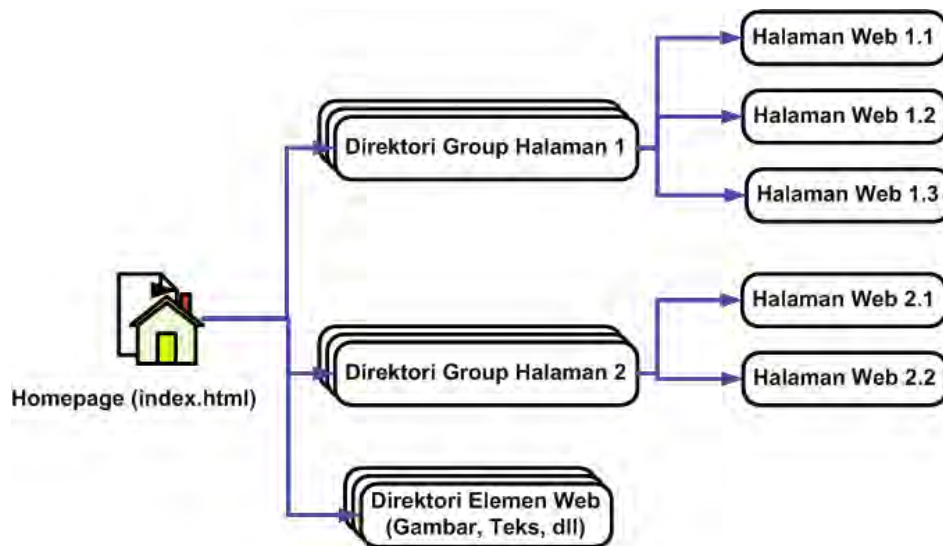 Halaman Web 1.1
Halaman Web 1.2
Direktori Group Halaman 1
Halaman Web 1.3
Halaman Web 2.1
Direktori Group Halaman 2
Halaman Web 2.2
Homepage (index.html)
Direktori Elemen Web
(Gambar, Teks, dll)